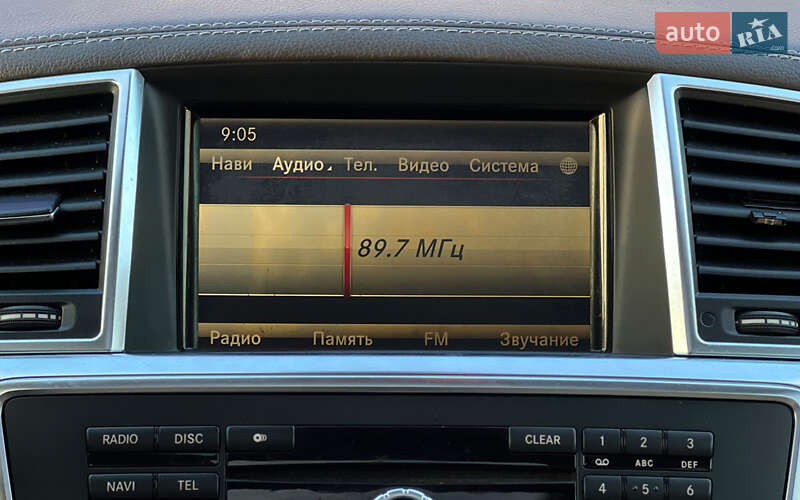 auto RIA .com
9:05
Нави Аудио Тел. Видео Система
89.7 МГц
Радио Память FM Звучание
RADIO DISC CLEAR 1 2 3
ABC DEF
NAVI TEL 4 5 6